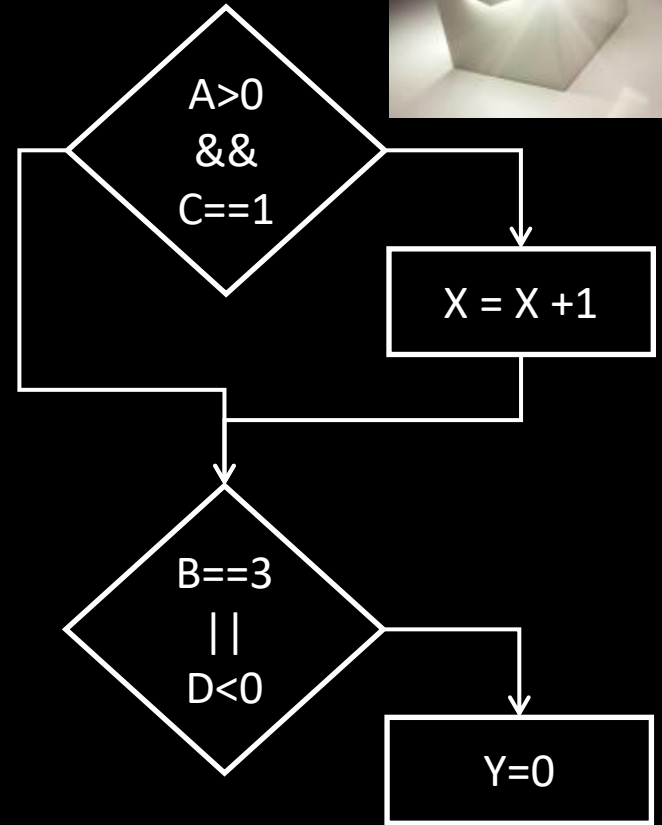 A>0
&&
C==1
X = X +1
B==3
||
D<0
Y=0